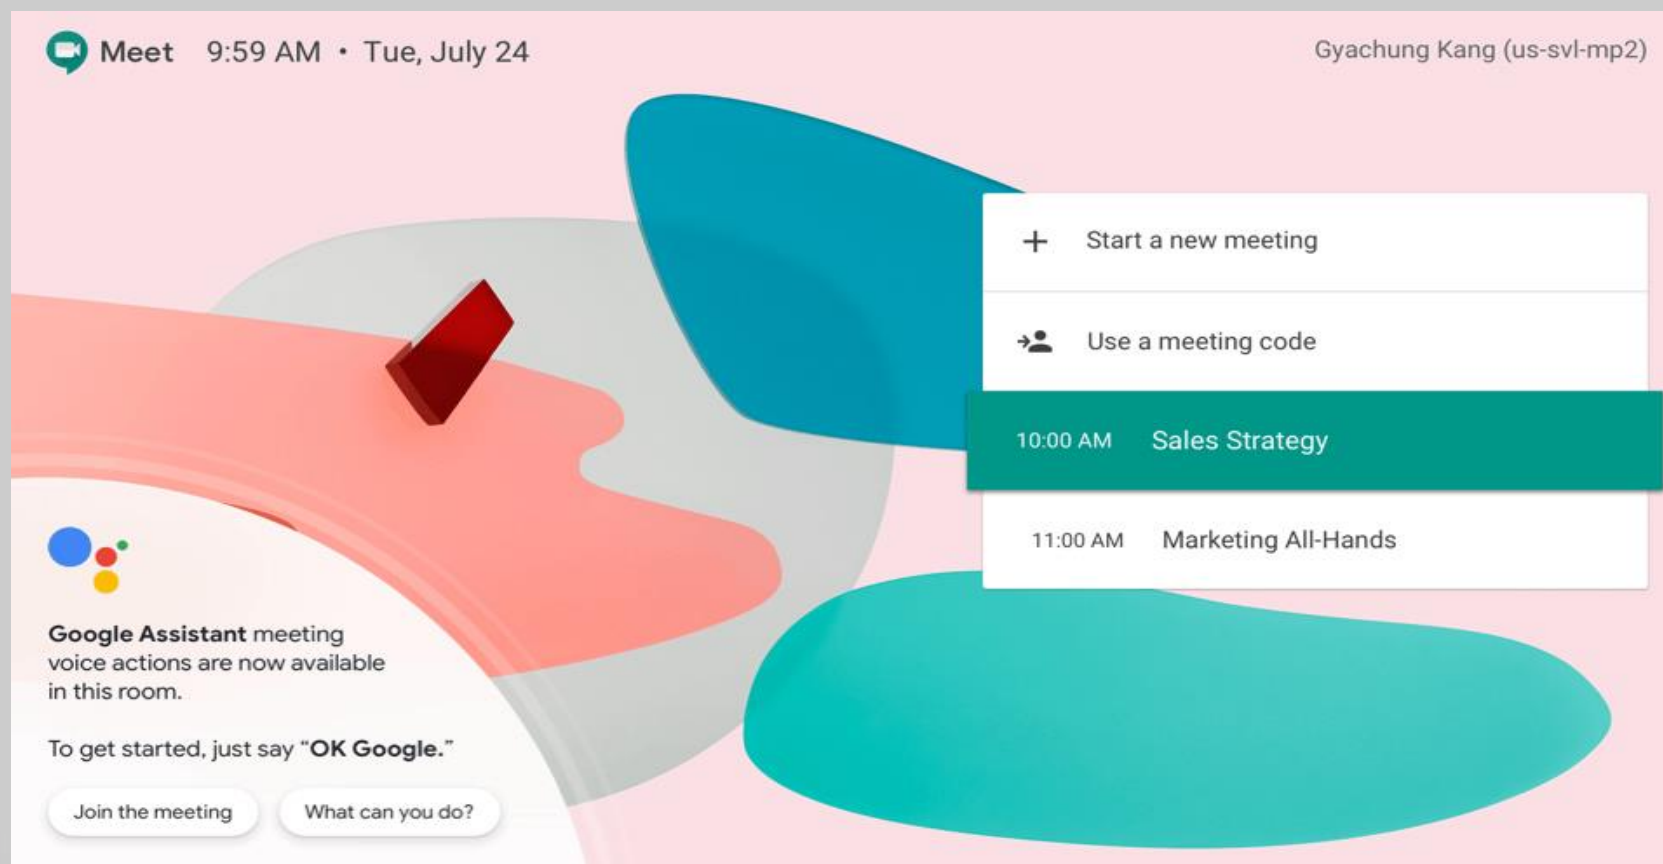 Meet 9:59 AM • Tue, July 24
Gyachung Kang (us-svl-mp2)
Start a new meeting
Use a meeting code
10:00 AM Sales Strategy
11:00 AM Marketing All-Hands
Google Assistant meeting
voice actions are now available
in this room.
To get started, just say “OK Google.”
Join the meeting What can you do?